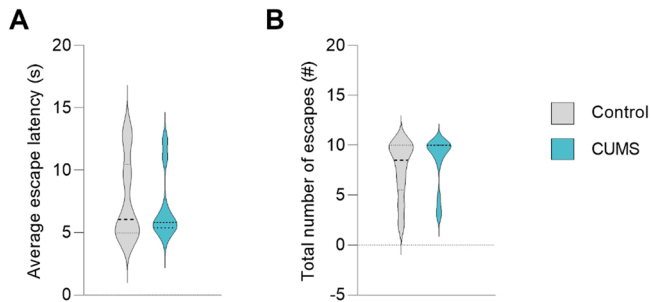 A
Average escape latency (s)
20
15
10
5
0
B
Total number of escapes (#)
20
15
10
5
0
-5
Control
CUMS